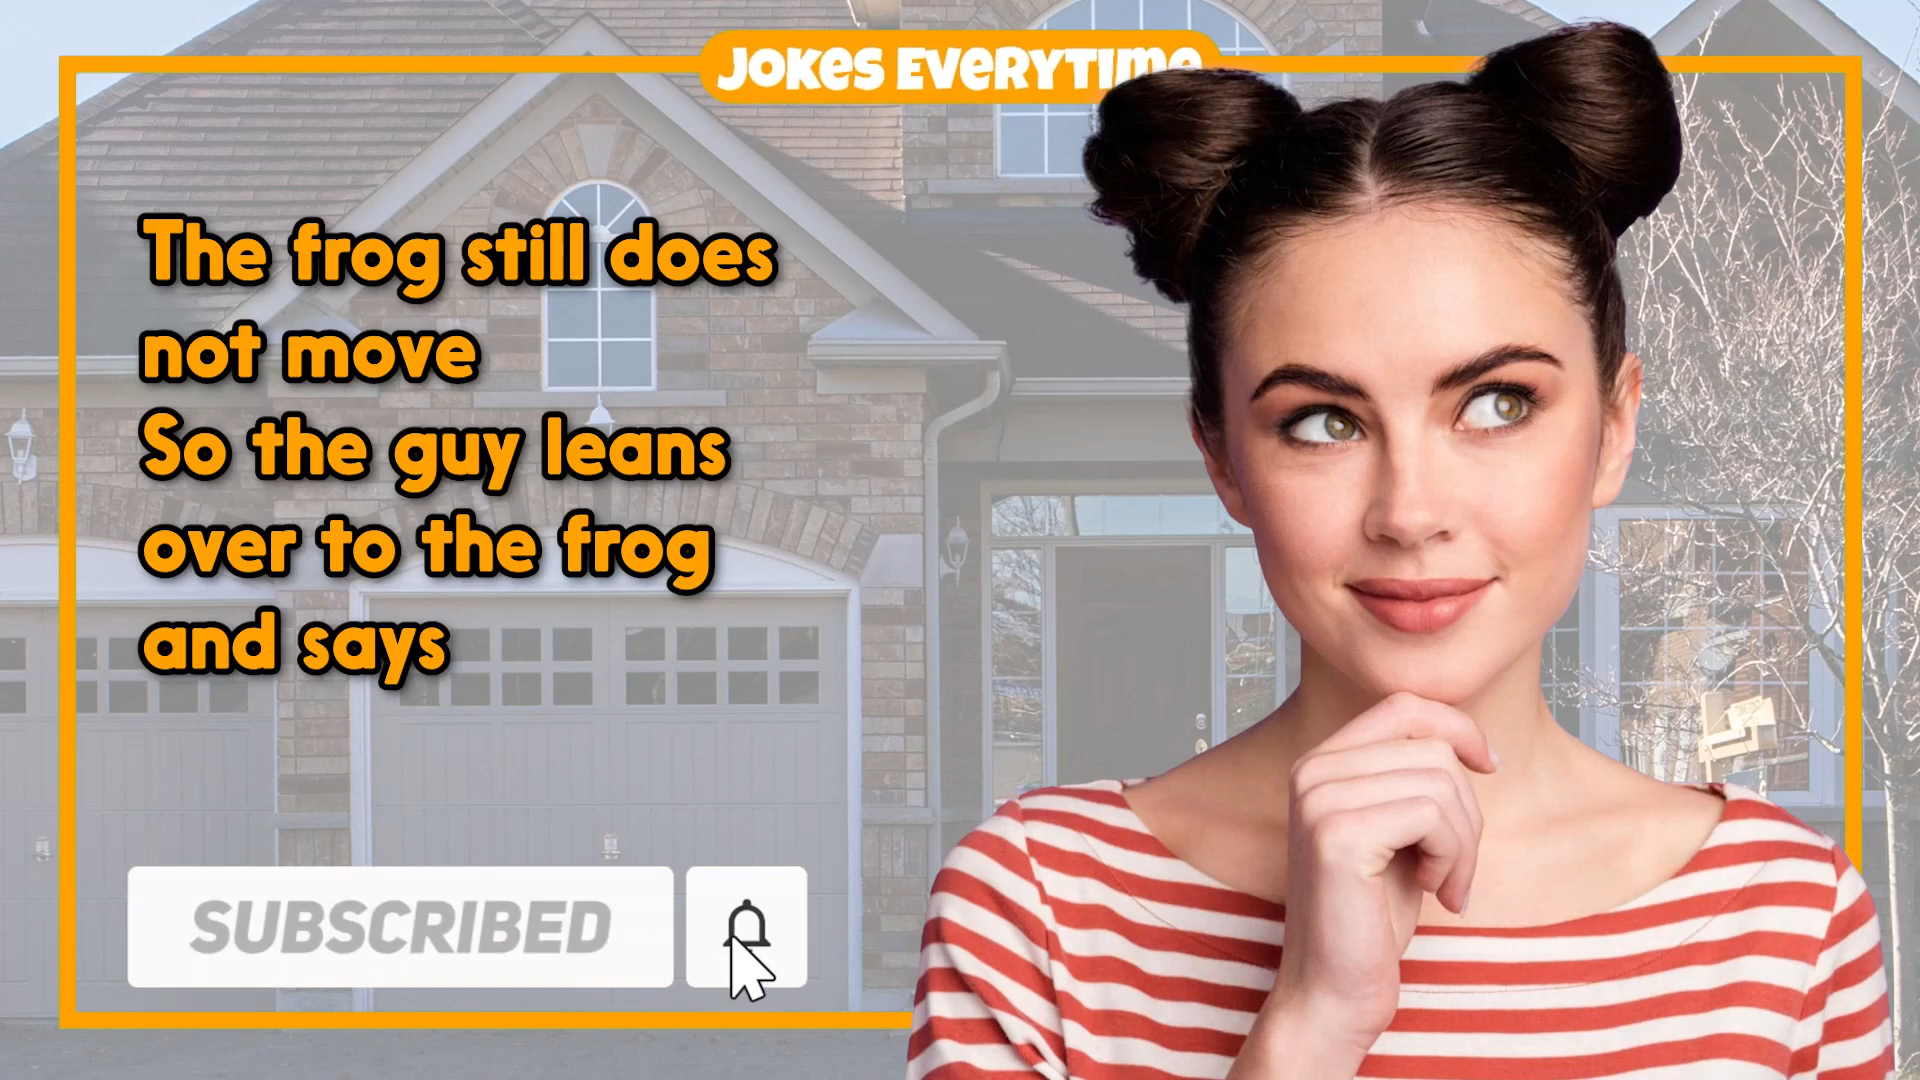 JOKES EVERYTIME
The frog still does
not move
So the guy leans
over to the frog
and says
SUBSCRIBED